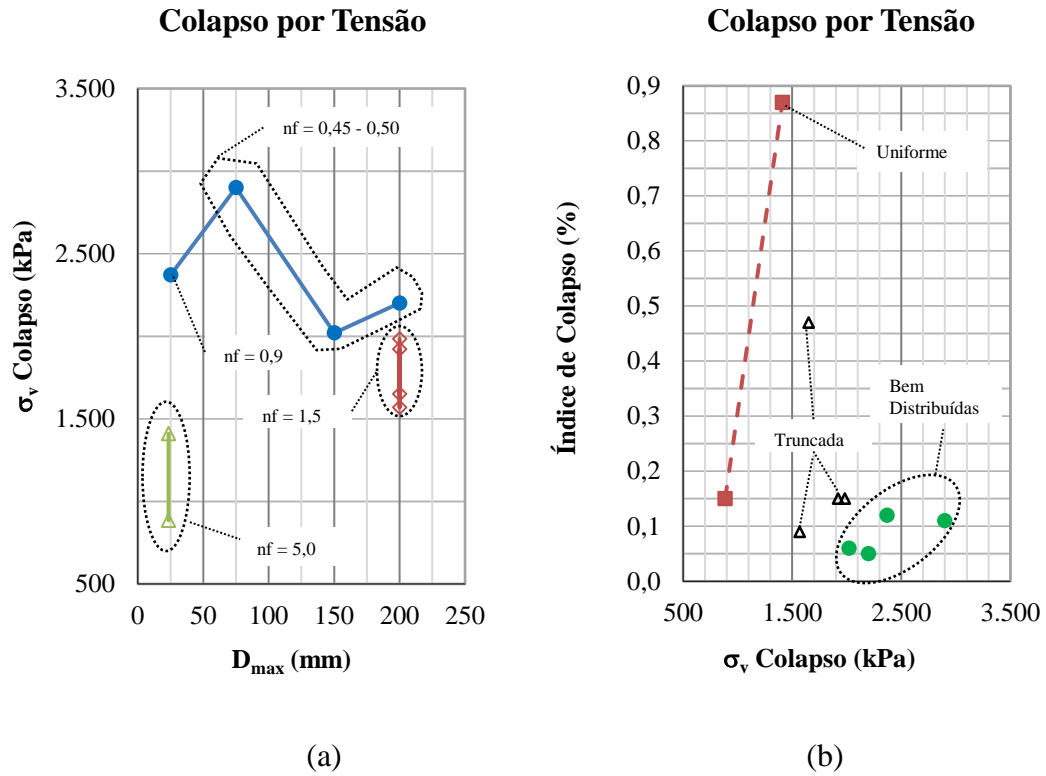 Colapso por Tensão
3.500
2.500
1.500
500
0
50
100
150
200
250
σv Colapso (kPa)
Dmax (mm)
nf = 0,45 - 0,50
nf = 0,9
nf = 1,5
nf = 5,0
(a)
Colapso por Tensão
0,9
0,8
0,7
0,6
0,5
0,4
0,3
0,2
0,1
0,0
500
1.500
2.500
3.500
Índice de Colapso (%)
σv Colapso (kPa)
Uniforme
Bem
Distribuídas
Truncada
(b)